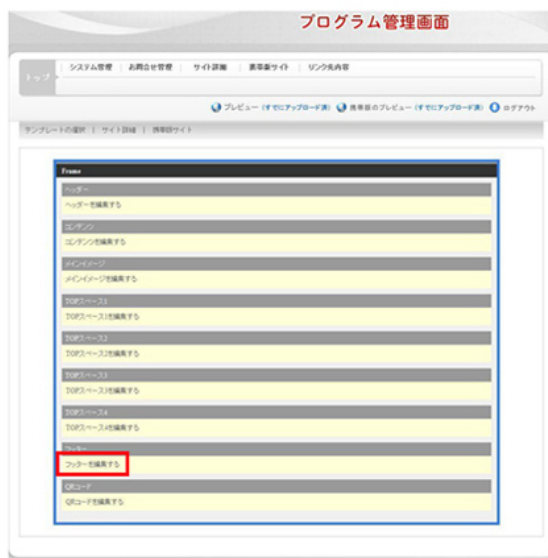 プログラム管理画面
トップ
システム管理 お問合せ管理 サイト詳細 携帯版サイト リンク先内容
プレビュー (すでにアップロード済) 携帯版のプレビュー (すでにアップロード済) ログアウト
テンプレートの選択 | サイト詳細 | 携帯版サイト
Frame
ヘッダー
ヘッダーを編集する
コンテンツ
コンテンツを編集する
メインイメージ
メインイメージを編集する
TOPスペース1
TOPスペース1を編集する
TOPスペース2
TOPスペース2を編集する
TOPスペース3
TOPスペース3を編集する
TOPスペース4
TOPスペース4を編集する
フッター
フッターを編集する
QRコード
QRコードを編集する